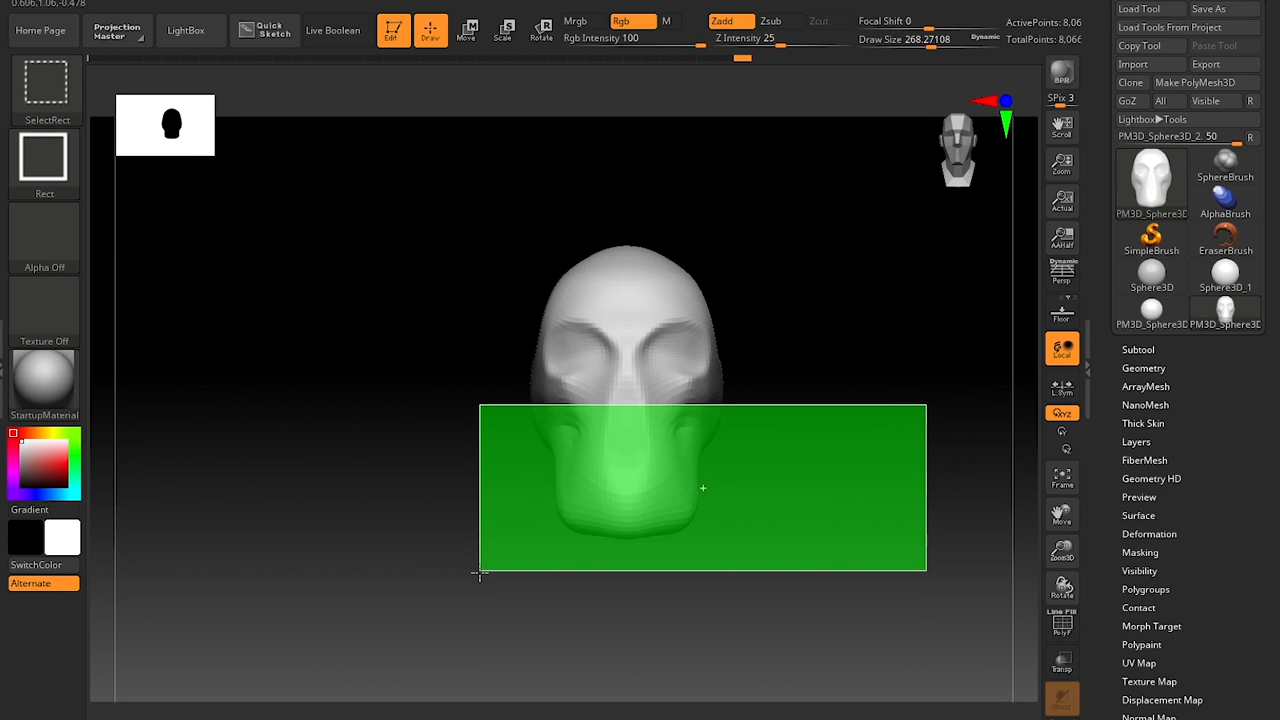 0.606,1.06,-0.478
Home Page
Projection
Master
LightBox
Quick
Sketch
Live Boolean
Edit
Draw
Move
Scale
Rotate
Mrgb
Rgb
M
Rgb Intensity 100
Zadd
Zsub
Zcut
Z Intensity 25
Focal Shift 0
Draw Size 268.27108
Dynamic
ActivePoints: 8,06
TotalPoints: 8,066
SelectRect
Rect
Alpha Off
Texture Off
StartupMaterial
Gradient
SwitchColor
Alternate
BPR
SPix 3
Scroll
Zoom
Actual
AAHalf
Dynamic
Persp
Floor
Local
L.Sym
XYZ
Frame
Move
Zoom3D
Rotate
Line Fill
PolyF
Transp
Ghost
Load Tool
Save As
Load Tools From Project
Copy Tool
Paste Tool
Import
Export
Clone
Make PolyMesh3D
GoZ
All
Visible
R
Lightbox▶Tools
PM3D_Sphere3D_2. 50
R
PM3D_Sphere3D
SphereBrush
AlphaBrush
SimpleBrush
EraserBrush
Sphere3D
Sphere3D_1
PM3D_Sphere3D
PM3D_Sphere3D
Subtool
Geometry
ArrayMesh
NanoMesh
Thick Skin
Layers
FiberMesh
Geometry HD
Preview
Surface
Deformation
Masking
Visibility
Polygroups
Contact
Morph Target
Polypaint
UV Map
Texture Map
Displacement Map
Normal Map